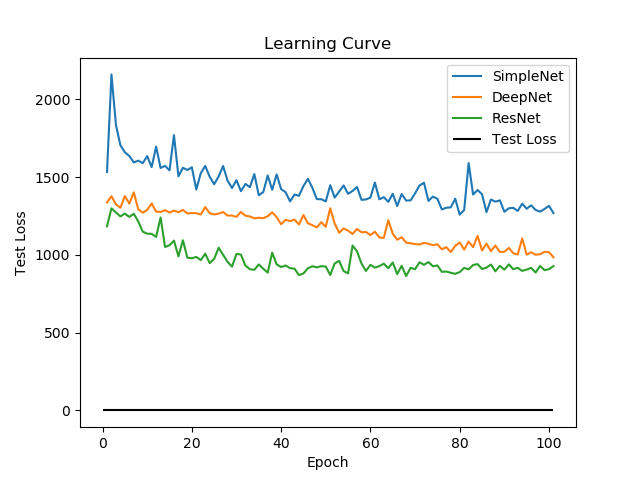 Learning Curve
SimpleNet
DeepNet
ResNet
Test Loss
Test Loss
2000
1500
1000
500
0
0 20 40 60 80 100
Epoch